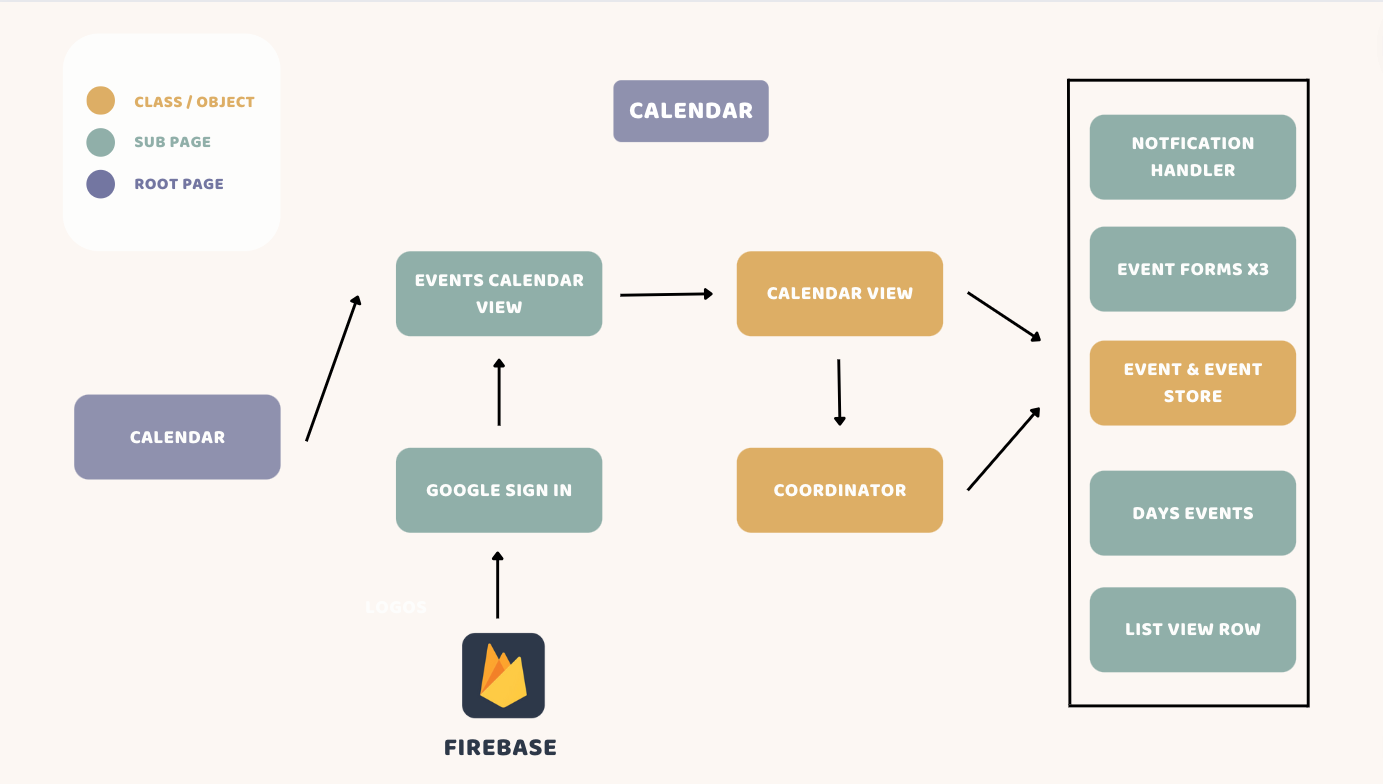 CLASS / OBJECT
SUB PAGE
ROOT PAGE
CALENDAR
NOTFICATION
HANDLER
EVENT FORMS X3
EVENTS CALENDAR
VIEW
CALENDAR VIEW
EVENT & EVENT
STORE
CALENDAR
GOOGLE SIGN IN
COORDINATOR
DAYS EVENTS
LOGOS
LIST VIEW ROW
FIREBASE